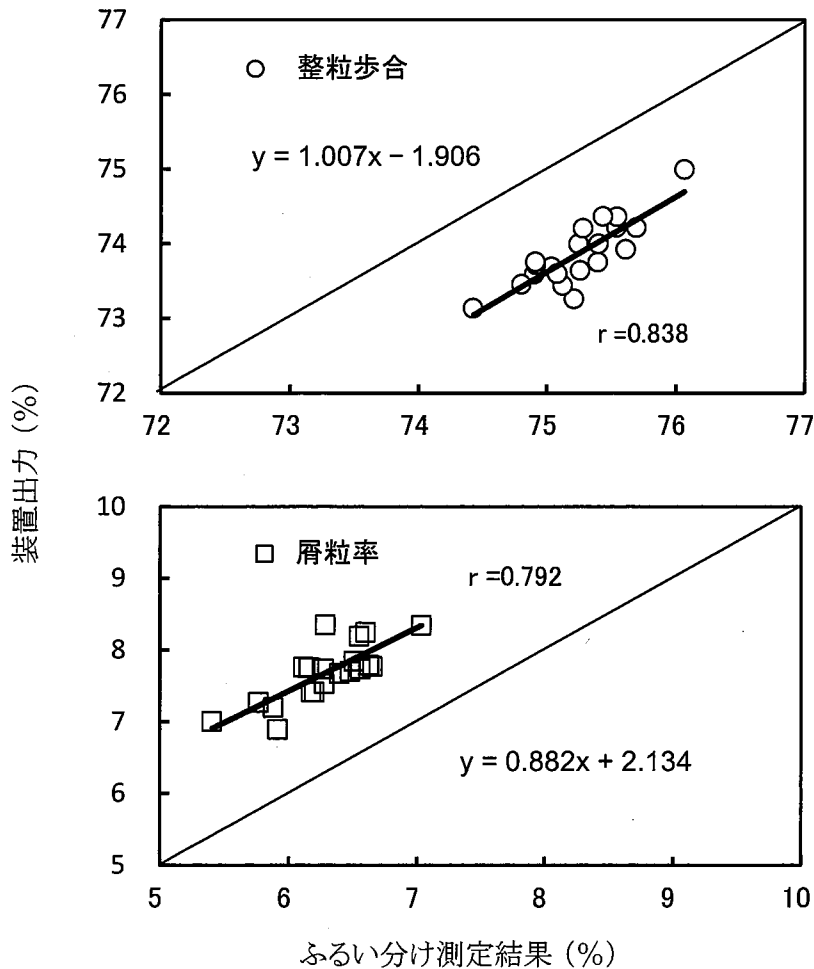 装置出力 (%)
77
76
75
74
73
72
○ 整粒歩合
y = 1.007x − 1.906
r =0.838
72 73 74 75 76 77
10
9
8
7
6
5
□ 屑粒率
r =0.792
y = 0.882x + 2.134
5 6 7 8 9 10
ふるい分け測定結果 (%)